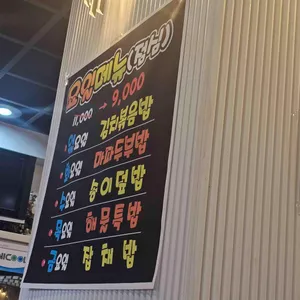 요일메뉴(점심)
11,000 → 9,000
월요일 김치볶음밥
화요일 마파두부밥
수요일 송이덮밥
목요일 해물특밥
금요일 잡채밥
NICOOL